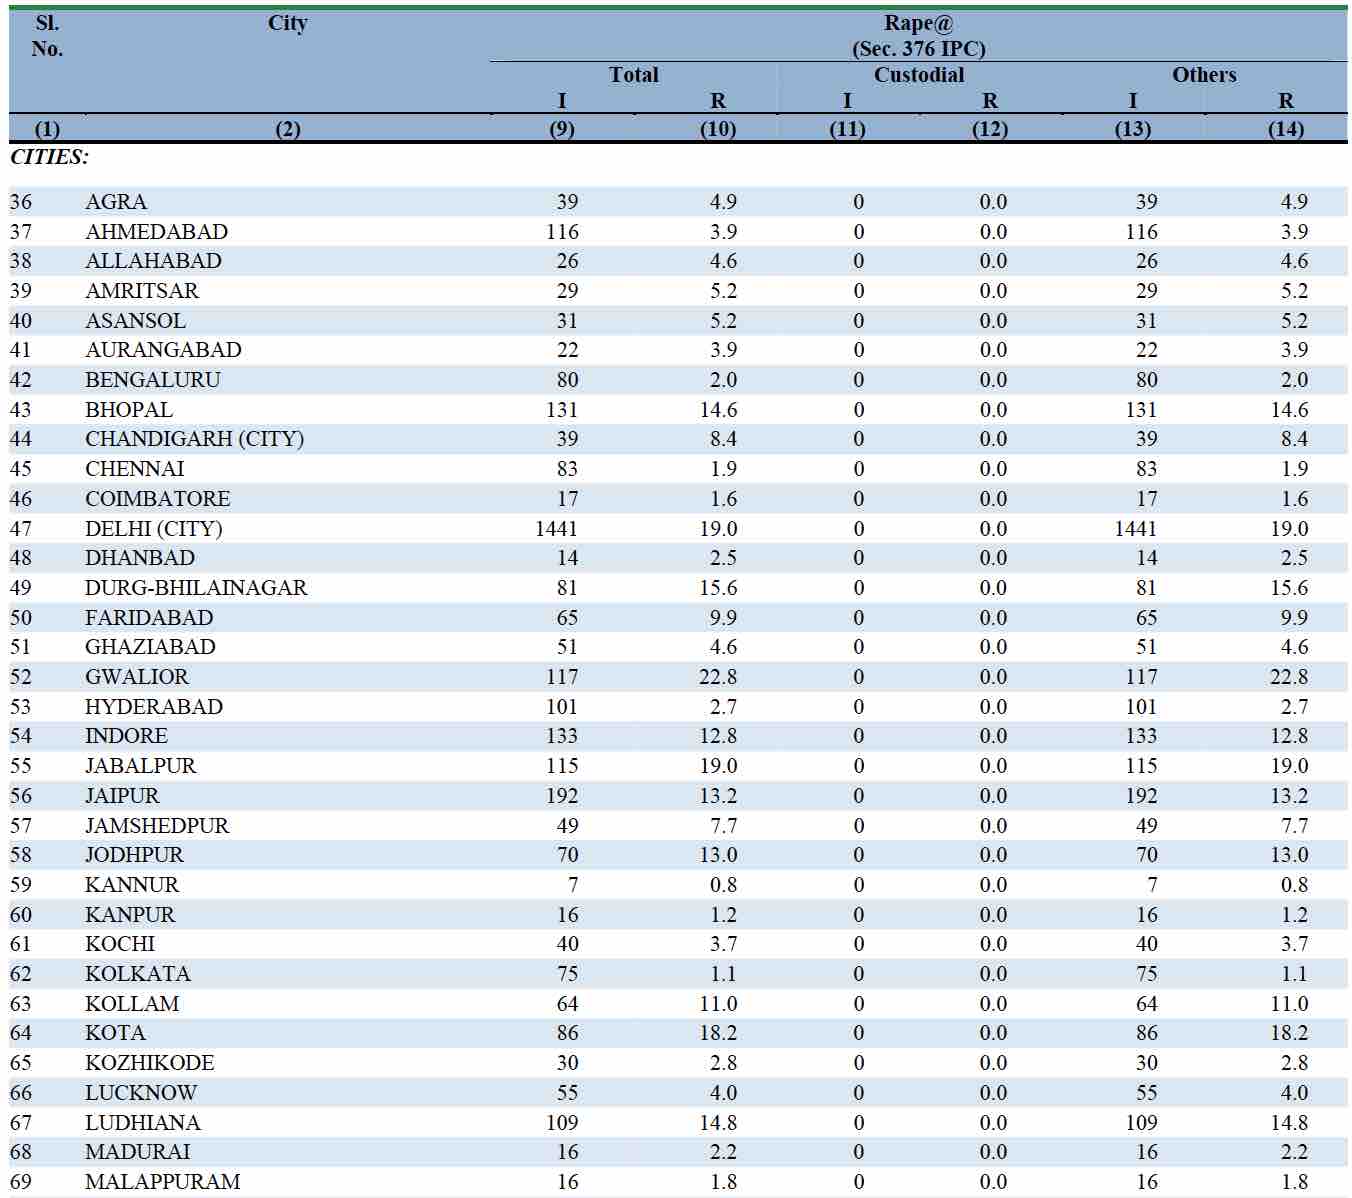 Sl. City Rape@
No. (Sec. 376 IPC)
Total Custodial Others
I R I R I R
(1) (2) (9) (10) (11) (12) (13) (14)
CITIES:
36 AGRA 39 4.9 0 0.0 39 4.9
37 AHMEDABAD 116 3.9 0 0.0 116 3.9
38 ALLAHABAD 26 4.6 0 0.0 26 4.6
39 AMRITSAR 29 5.2 0 0.0 29 5.2
40 ASANSOL 31 5.2 0 0.0 31 5.2
41 AURANGABAD 22 3.9 0 0.0 22 3.9
42 BENGALURU 80 2.0 0 0.0 80 2.0
43 BHOPAL 131 14.6 0 0.0 131 14.6
44 CHANDIGARH (CITY) 39 8.4 0 0.0 39 8.4
45 CHENNAI 83 1.9 0 0.0 83 1.9
46 COIMBATORE 17 1.6 0 0.0 17 1.6
47 DELHI (CITY) 1441 19.0 0 0.0 1441 19.0
48 DHANBAD 14 2.5 0 0.0 14 2.5
49 DURG-BHILAINAGAR 81 15.6 0 0.0 81 15.6
50 FARIDABAD 65 9.9 0 0.0 65 9.9
51 GHAZIABAD 51 4.6 0 0.0 51 4.6
52 GWALIOR 117 22.8 0 0.0 117 22.8
53 HYDERABAD 101 2.7 0 0.0 101 2.7
54 INDORE 133 12.8 0 0.0 133 12.8
55 JABALPUR 115 19.0 0 0.0 115 19.0
56 JAIPUR 192 13.2 0 0.0 192 13.2
57 JAMSHEDPUR 49 7.7 0 0.0 49 7.7
58 JODHPUR 70 13.0 0 0.0 70 13.0
59 KANNUR 7 0.8 0 0.0 7 0.8
60 KANPUR 16 1.2 0 0.0 16 1.2
61 KOCHI 40 3.7 0 0.0 40 3.7
62 KOLKATA 75 1.1 0 0.0 75 1.1
63 KOLLAM 64 11.0 0 0.0 64 11.0
64 KOTA 86 18.2 0 0.0 86 18.2
65 KOZHIKODE 30 2.8 0 0.0 30 2.8
66 LUCKNOW 55 4.0 0 0.0 55 4.0
67 LUDHIANA 109 14.8 0 0.0 109 14.8
68 MADURAI 16 2.2 0 0.0 16 2.2
69 MALAPPURAM 16 1.8 0 0.0 16 1.8